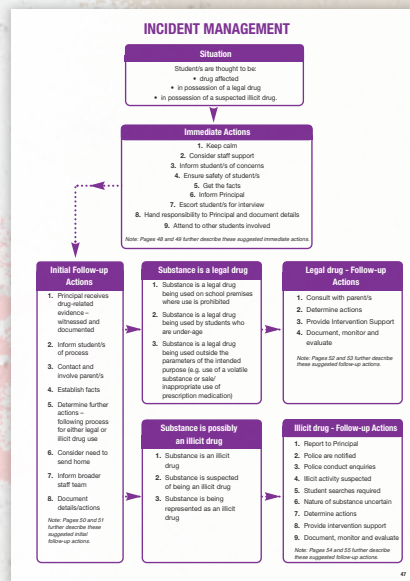 INCIDENT MANAGEMENT
Situation
Student/s are thought to be:
• drug affected
• in possession of a legal drug
• in possession of a suspected illicit drug.
Immediate Actions
1. Keep calm
2. Consider staff support
3. Inform student/s of concerns
4. Ensure safety of student/s
5. Get the facts
6. Inform Principal
7. Escort student/s for interview
8. Hand responsibility to Principal and document details
9. Attend to other students involved
Note: Pages 48 and 49 further describe these suggested immediate actions.
Initial Follow-up
Actions
1. Principal receives
drug-related
evidence –
witnessed and
documented
2. Inform student/s
of process
3. Contact and
involve parent/s
4. Establish facts
5. Determine further
actions –
following process
for either legal or
illicit drug use
6. Consider need to
send home
7. Inform broader
staff team
8. Document
details/actions
Note: Pages 50 and 51
further describe these
suggested initial
follow-up actions.
Substance is a legal drug
1. Substance is a legal drug
being used on school premises
where use is prohibited
2. Substance is a legal drug
being used by students who
are under-age
3. Substance is a legal drug
being used outside the
parameters of the intended
purpose (e.g. use of a volatile
substance or sale/
inappropriate use of
prescription medication)
Legal drug - Follow-up
Actions
1. Consult with parent/s
2. Determine actions
3. Provide Intervention Support
4. Document, monitor and
evaluate
Note: Pages 52 and 53 further describe
these suggested follow-up actions.
Substance is possibly
an illicit drug
1. Substance is an illicit
drug
2. Substance is suspected
of being an illicit drug
3. Substance is being
represented as an illicit
drug
Illicit drug - Follow-up Actions
1. Report to Principal
2. Police are notified
3. Police conduct enquiries
4. Illicit activity suspected
5. Student searches required
6. Nature of substance uncertain
7. Determine actions
8. Provide intervention support
9. Document, monitor and evaluate
Note: Pages 54 and 55 further describe
these suggested follow-up actions.
47